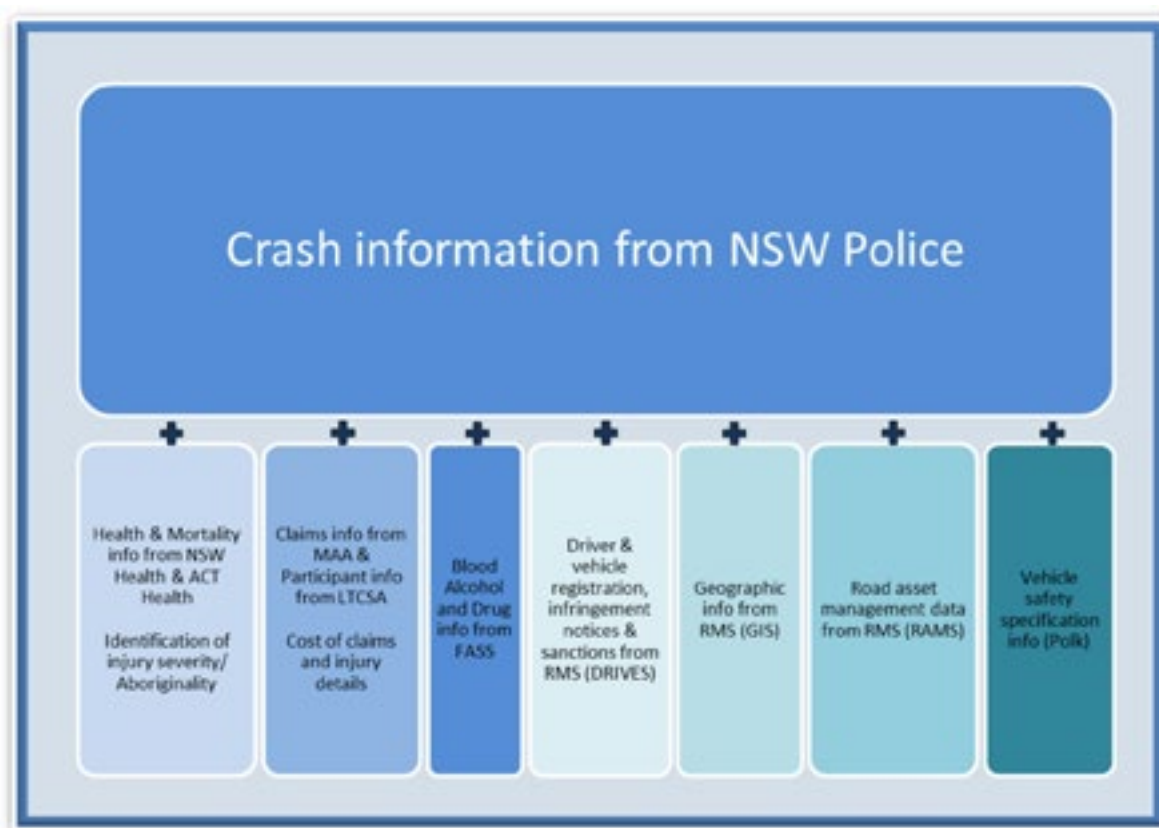 Crash information from NSW Police
Health & Mortality
info from NSW
Health & ACT
Health
Identification of
injury severity/
Aboriginality
Claims info from
MAA &
Participant info
from LTCSA
Cost of claims
and injury
details
Blood
Alcohol
and Drug
info from
FASS
Driver &
vehicle
registration,
infringement
notices &
sanctions from
RMS (DRIVES)
Geographic
info from
RMS (GIS)
Road asset
management data
from RMS (RAMS)
Vehicle
safety
specification
info (Polk)